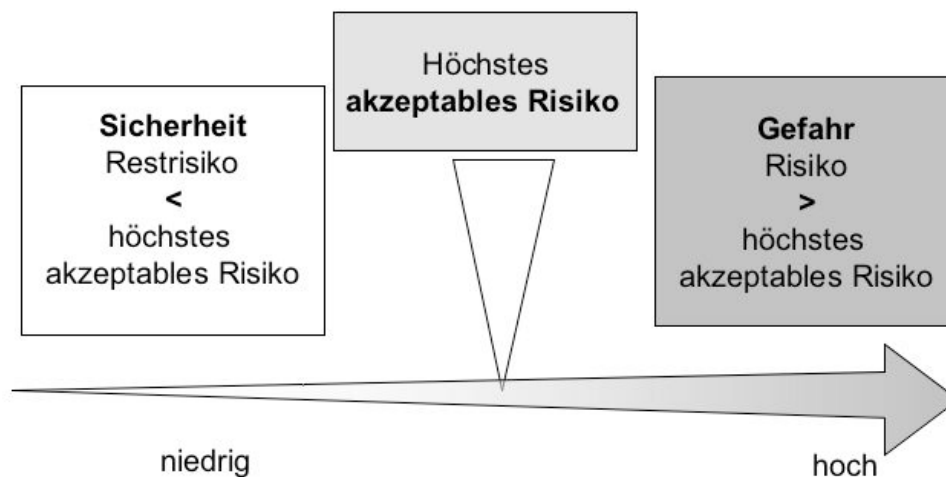 Höchstes
akzeptables Risiko
Sicherheit
Restrisiko
<
höchstes
akzeptables Risiko
Gefahr
Risiko
>
höchstes
akzeptables Risiko
niedrig
hoch